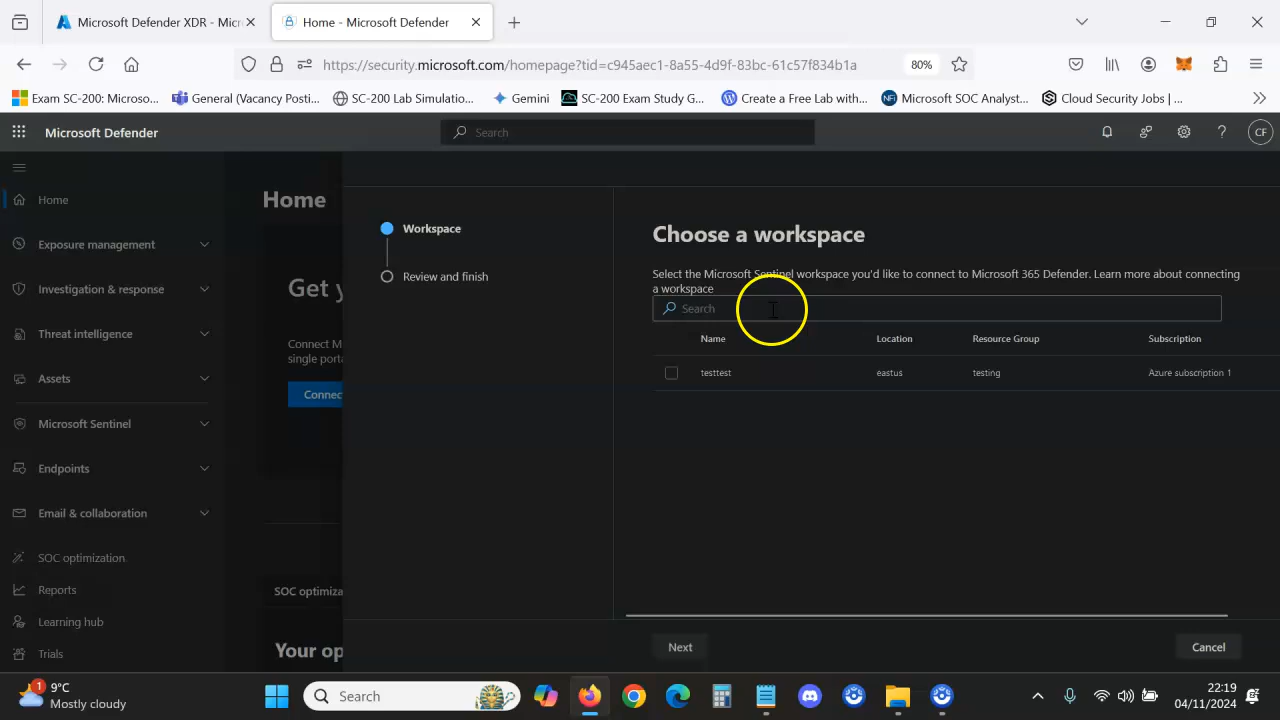 Microsoft Defender XDR - Micr
Home - Microsoft Defender
https://security.microsoft.com/homepage?tid=c945aec1-8a55-4d9f-83bc-61c57f834b1a
80%
Exam SC-200: Microso...
General (Vacancy Porti...
SC-200 Lab Simulatio...
Gemini
SC-200 Exam Study G...
Create a Free Lab with...
Microsoft SOC Analyst...
Cloud Security Jobs | ...
Microsoft Defender
Search
CF
Home
Exposure management
Investigation & response
Threat intelligence
Assets
Microsoft Sentinel
Endpoints
Email & collaboration
SOC optimization
Reports
Learning hub
Trials
Home
Get y
Connect M
single porta
Connec
SOC optimiza
Your op
Workspace
Review and finish
Choose a workspace
Select the Microsoft Sentinel workspace you'd like to connect to Microsoft 365 Defender. Learn more about connecting
a workspace
Search
Name Location Resource Group Subscription
testtest eastus testing Azure subscription 1
Next
Cancel
1
9°C
Mostly cloudy
Search
22:19
04/11/2024